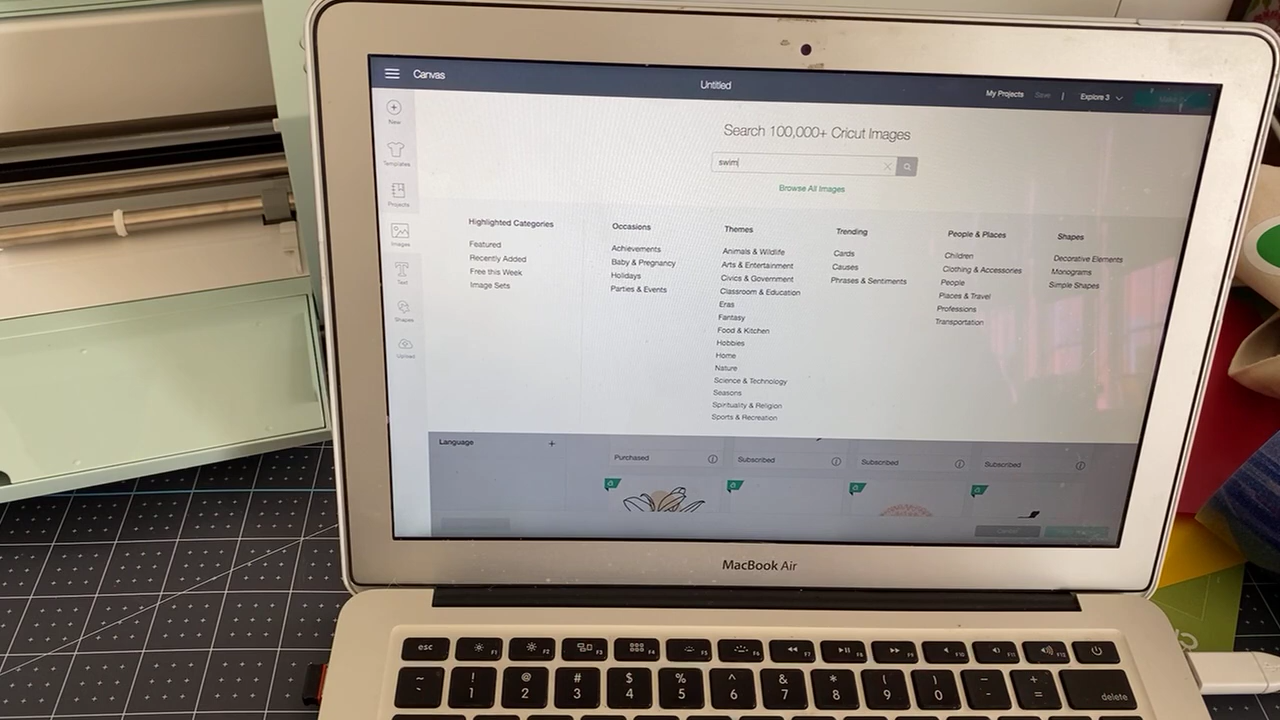 Canvas
Untitled
My Projects Save | Explore 3
New
Templates
Projects
Images
Text
Shapes
Upload
Search 100,000+ Cricut Images
swim
Browse All Images
Highlighted Categories
Featured
Recently Added
Free this Week
Image Sets
Occasions
Achievements
Baby & Pregnancy
Holidays
Parties & Events
Themes
Animals & Wildlife
Arts & Entertainment
Civics & Government
Classroom & Education
Eras
Fantasy
Food & Kitchen
Hobbies
Home
Nature
Science & Technology
Seasons
Spirituality & Religion
Sports & Recreation
Trending
Cards
Causes
Phrases & Sentiments
People & Places
Children
Clothing & Accessories
People
Places & Travel
Professions
Transportation
Shapes
Decorative Elements
Monograms
Simple Shapes
Language +
Purchased Subscribed Subscribed Subscribed
Cancel
MacBook Air
esc F1 F2 F3 F4 F5 F6 F7 F8 F9 F10 F11 F12
~ ! @ # $ % ^ & * ( ) _ + delete
` 1 2 3 4 5 6 7 8 9 0 - =